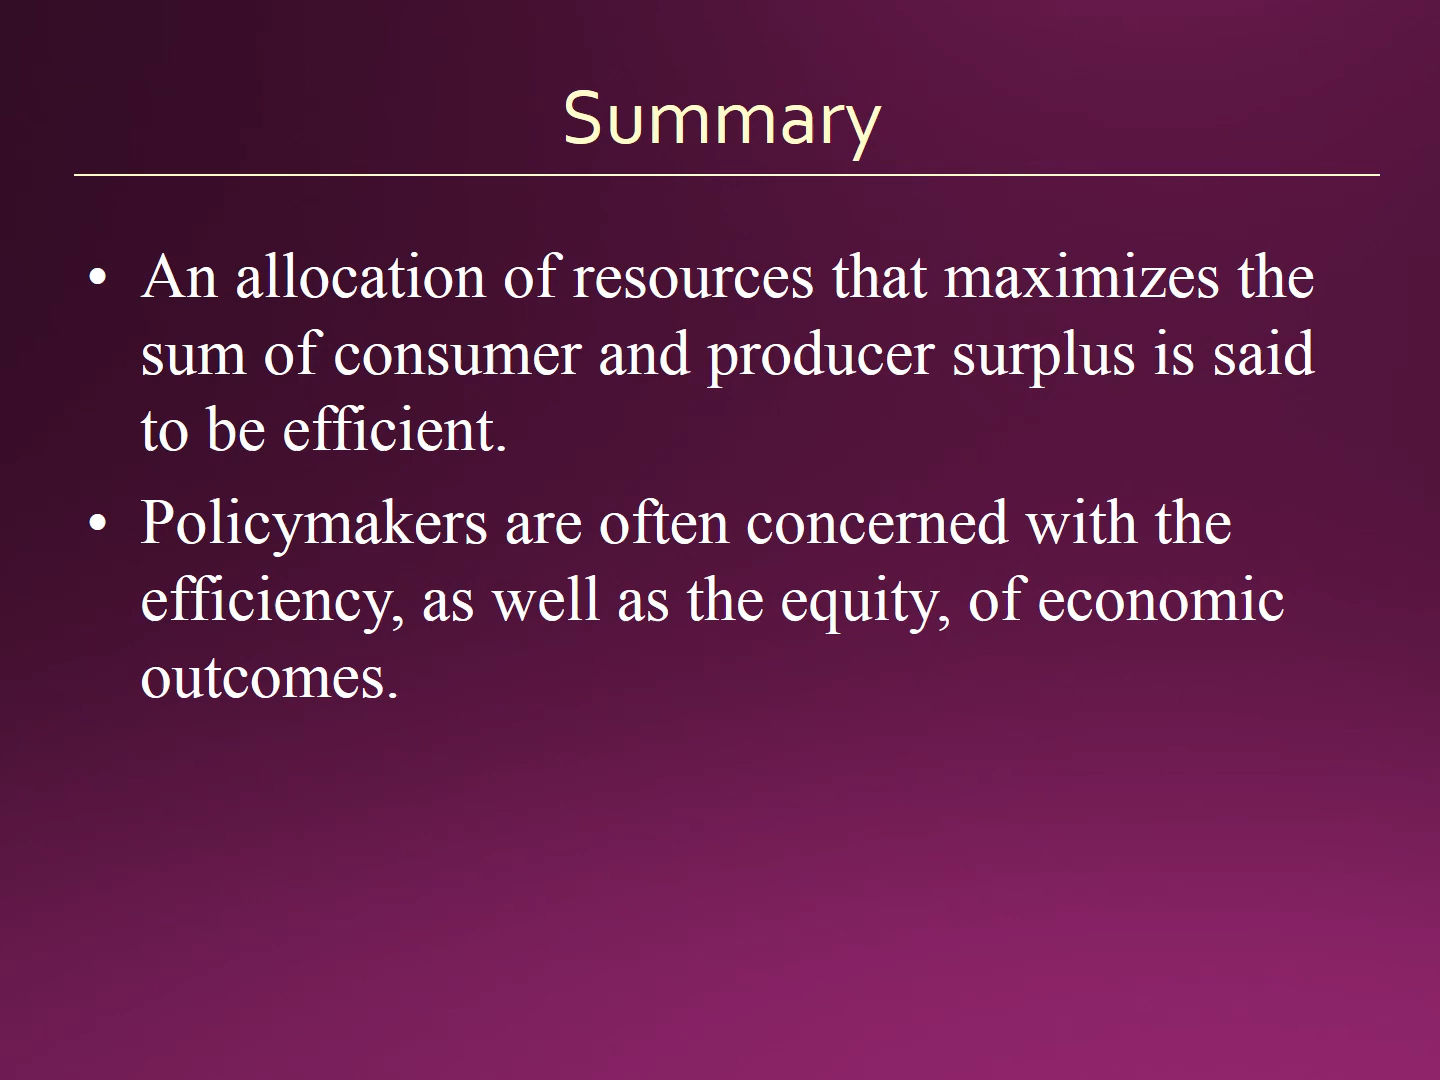 Summary
• An allocation of resources that maximizes the
sum of consumer and producer surplus is said
to be efficient.
• Policymakers are often concerned with the
efficiency, as well as the equity, of economic
outcomes.